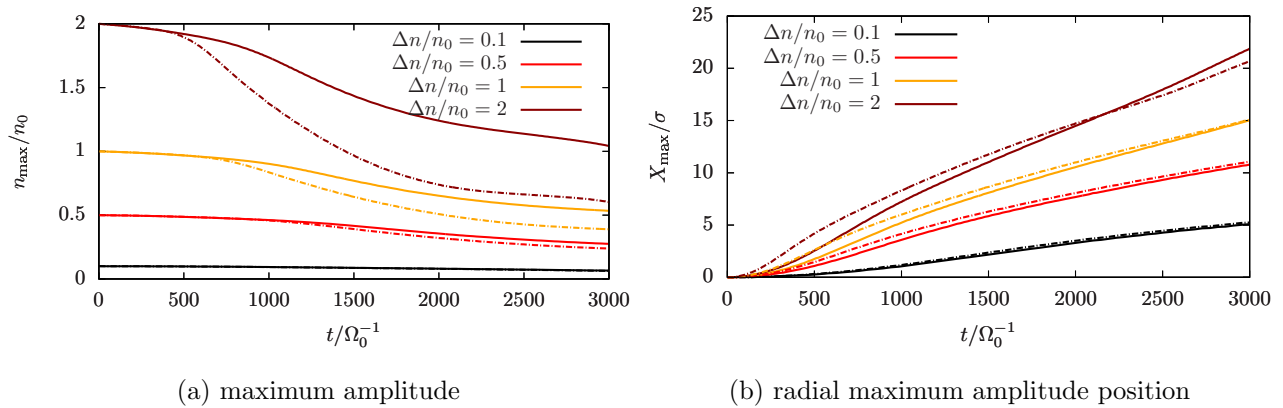 2
1.5
1
0.5
0
n_max/n_0
Δn/n_0 = 0.1
Δn/n_0 = 0.5
Δn/n_0 = 1
Δn/n_0 = 2
0 500 1000 1500 2000 2500 3000
t/Ω_0^{-1}
(a) maximum amplitude
25
20
15
10
5
0
X_max/σ
Δn/n_0 = 0.1
Δn/n_0 = 0.5
Δn/n_0 = 1
Δn/n_0 = 2
0 500 1000 1500 2000 2500 3000
t/Ω_0^{-1}
(b) radial maximum amplitude position